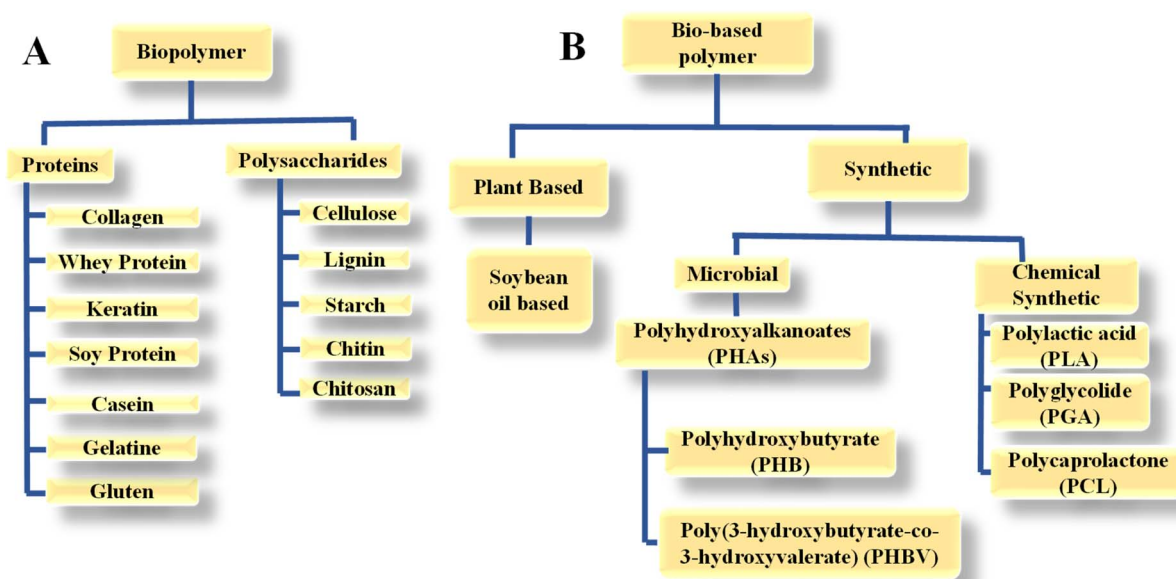 A
Biopolymer
Proteins
Collagen
Whey Protein
Keratin
Soy Protein
Casein
Gelatine
Gluten
Polysaccharides
Cellulose
Lignin
Starch
Chitin
Chitosan
B
Bio-based
polymer
Plant Based
Soybean
oil based
Synthetic
Microbial
Polyhydroxyalkanoates
(PHAs)
Polyhydroxybutyrate
(PHB)
Poly(3-hydroxybutyrate-co-
3-hydroxyvalerate) (PHBV)
Chemical
Synthetic
Polylactic acid
(PLA)
Polyglycolide
(PGA)
Polycaprolactone
(PCL)